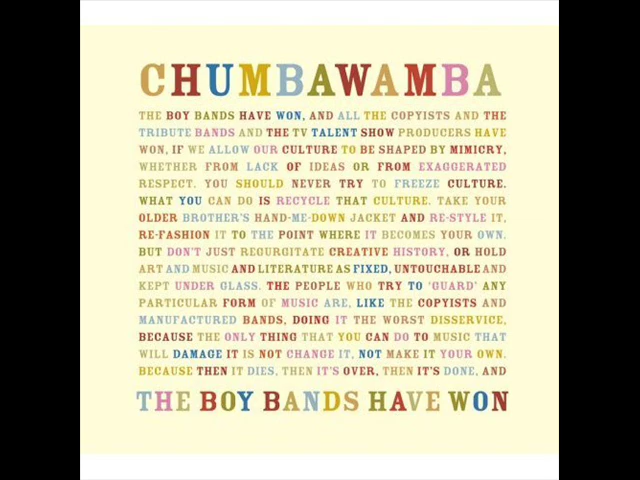 CHUMBAWAMBA
THE BOY BANDS HAVE WON, AND ALL THE COPYISTS AND THE
TRIBUTE BANDS AND THE TV TALENT SHOW PRODUCERS HAVE
WON, IF WE ALLOW OUR CULTURE TO BE SHAPED BY MIMICRY,
WHETHER FROM LACK OF IDEAS OR FROM EXAGGERATED
RESPECT. YOU SHOULD NEVER TRY TO FREEZE CULTURE.
WHAT YOU CAN DO IS RECYCLE THAT CULTURE. TAKE YOUR
OLDER BROTHER'S HAND-ME-DOWN JACKET AND RE-STYLE IT,
RE-FASHION IT TO THE POINT WHERE IT BECOMES YOUR OWN.
BUT DON'T JUST REGURGITATE CREATIVE HISTORY, OR HOLD
ART AND MUSIC AND LITERATURE AS FIXED, UNTOUCHABLE AND
KEPT UNDER GLASS. THE PEOPLE WHO TRY TO 'GUARD' ANY
PARTICULAR FORM OF MUSIC ARE, LIKE THE COPYISTS AND
MANUFACTURED BANDS, DOING IT THE WORST DISSERVICE,
BECAUSE THE ONLY THING THAT YOU CAN DO TO MUSIC THAT
WILL DAMAGE IT IS NOT CHANGE IT, NOT MAKE IT YOUR OWN.
BECAUSE THEN IT DIES, THEN IT'S OVER, THEN IT'S DONE, AND
THE BOY BANDS HAVE WON